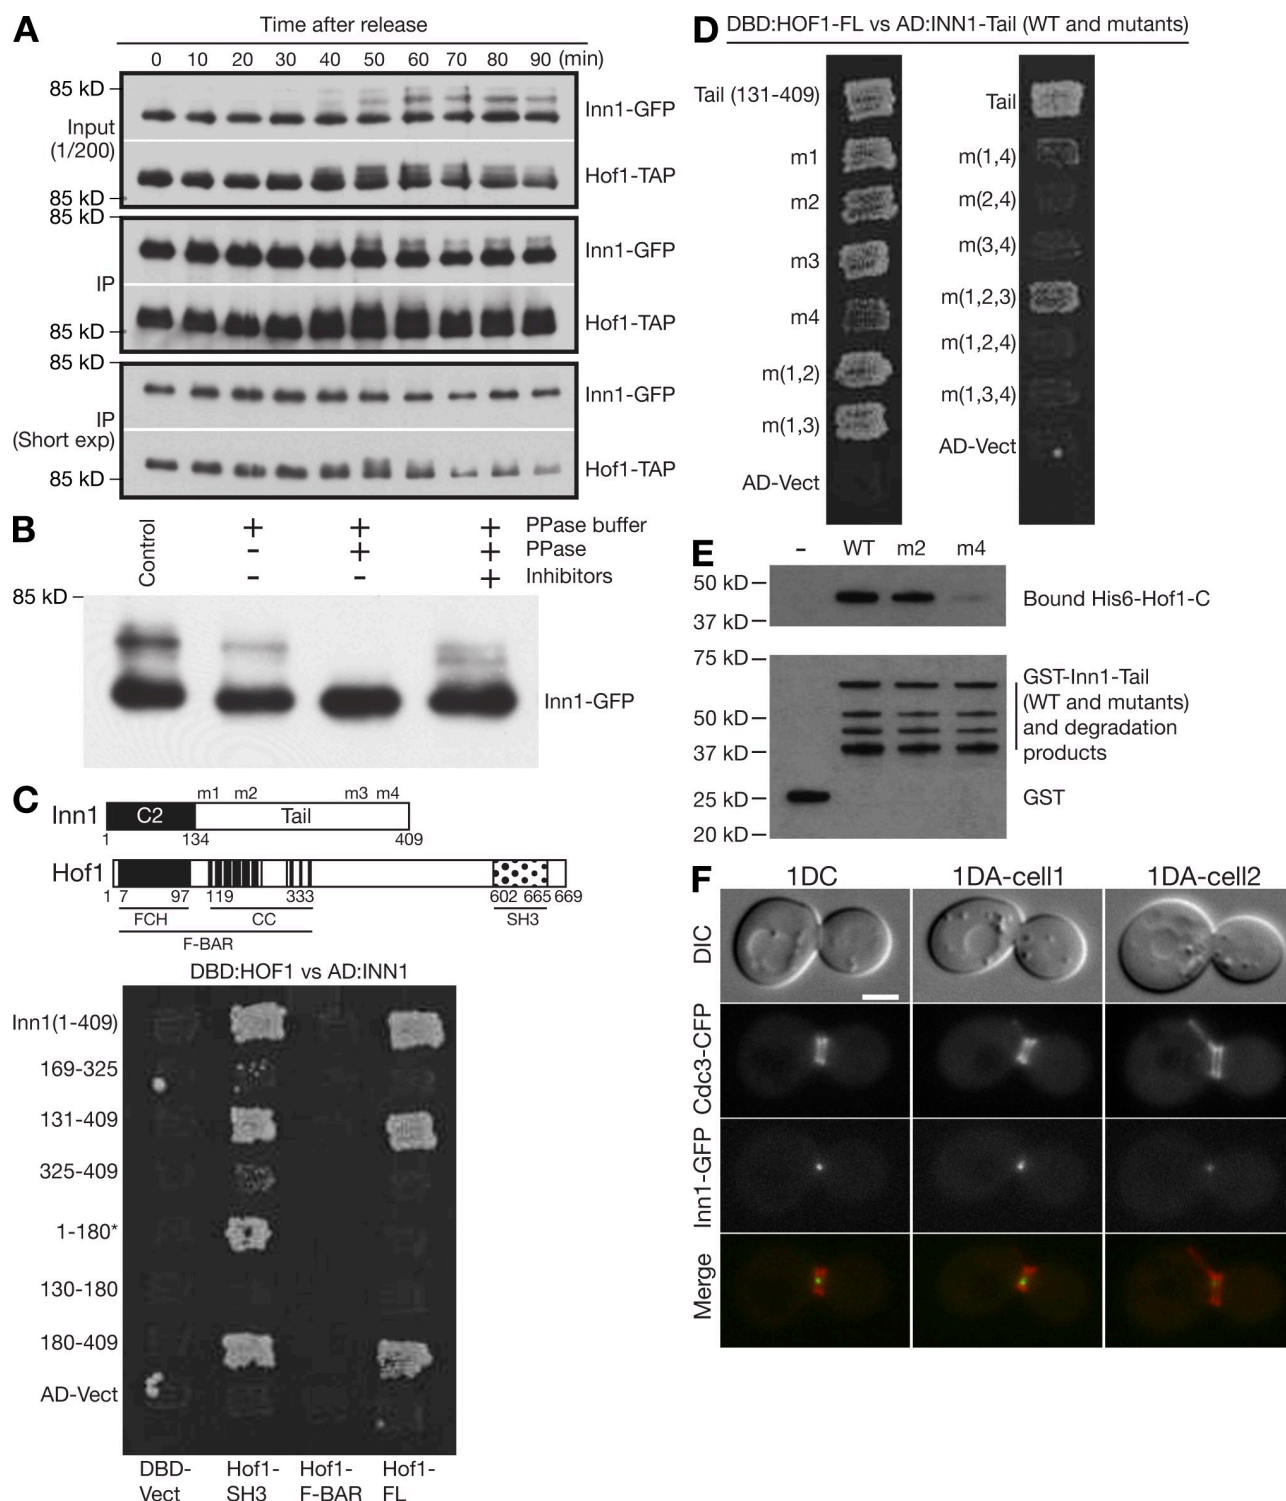 A
Time after release
0 10 20 30 40 50 60 70 80 90 (min)
85 kD
Input
(1/200)
Inn1-GFP
Hof1-TAP
85 kD
85 kD
Inn1-GFP
IP
Hof1-TAP
85 kD
85 kD
Inn1-GFP
IP
(Short exp)
Hof1-TAP
85 kD
B
Control
+ + + PPase buffer
- + + PPase
- - + Inhibitors
85 kD
Inn1-GFP
C
m1 m2 m3 m4
Inn1 C2 Tail
1 134 409
Hof1
1 7 97 119 333 602 665 669
FCH CC SH3
F-BAR
DBD:HOF1 vs AD:INN1
Inn1(1-409)
169-325
131-409
325-409
1-180*
130-180
180-409
AD-Vect
DBD- Hof1- Hof1- Hof1-
Vect SH3 F-BAR FL
D
DBD:HOF1-FL vs AD:INN1-Tail (WT and mutants)
Tail (131-409)
m1
m2
m3
m4
m(1,2)
m(1,3)
AD-Vect
Tail
m(1,4)
m(2,4)
m(3,4)
m(1,2,3)
m(1,2,4)
m(1,3,4)
AD-Vect
E
- WT m2 m4
50 kD
37 kD
Bound His6-Hof1-C
75 kD
50 kD
37 kD
25 kD
20 kD
GST-Inn1-Tail
(WT and mutants)
and degradation
products
GST
F
1DC 1DA-cell1 1DA-cell2
DIC
Cdc3-CFP
Inn1-GFP
Merge